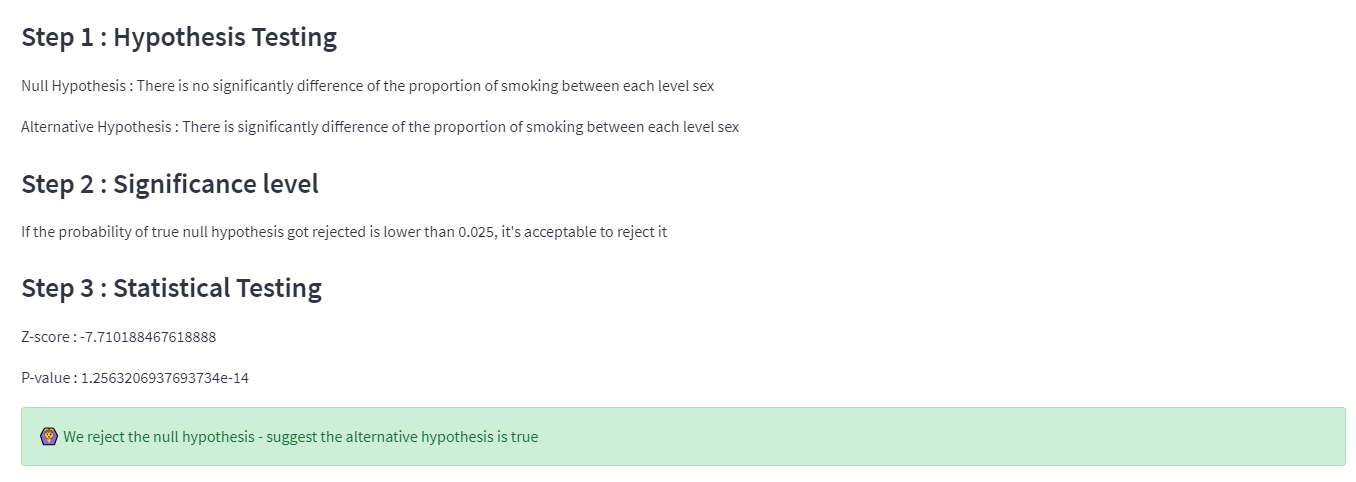 Step 1 : Hypothesis Testing
Null Hypothesis : There is no significantly difference of the proportion of smoking between each level sex
Alternative Hypothesis : There is significantly difference of the proportion of smoking between each level sex
Step 2 : Significance level
If the probability of true null hypothesis got rejected is lower than 0.025, it's acceptable to reject it
Step 3 : Statistical Testing
Z-score : -7.710188467618888
P-value : 1.2563206937693734e-14
We reject the null hypothesis - suggest the alternative hypothesis is true